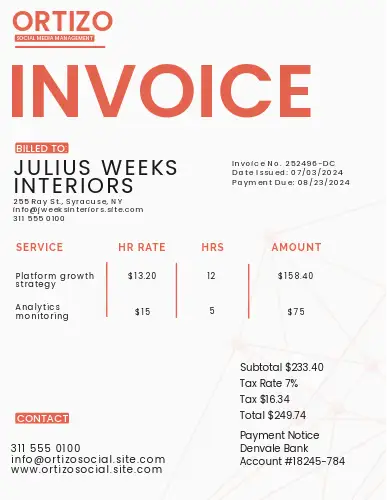 ORTIZO
SOCIAL MEDIA MANAGEMENT
INVOICE
BILLED TO:
JULIUS WEEKS
INTERIORS
255 Ray St., Syracuse, NY
info@jweeksinteriors.site.com
311 555 0100
Invoice No. 252496-DC
Date Issued: 07/03/2024
Payment Due: 08/23/2024
SERVICE HR RATE HRS AMOUNT
Platform growth
strategy
$13.20 12 $158.40
Analytics
monitoring
$15 5 $75
Subtotal $233.40
Tax Rate 7%
Tax $16.34
Total $249.74
Payment Notice
Denvale Bank
Account #18245-784
CONTACT
311 555 0100
info@ortizosocial.site.com
www.ortizosocial.site.com